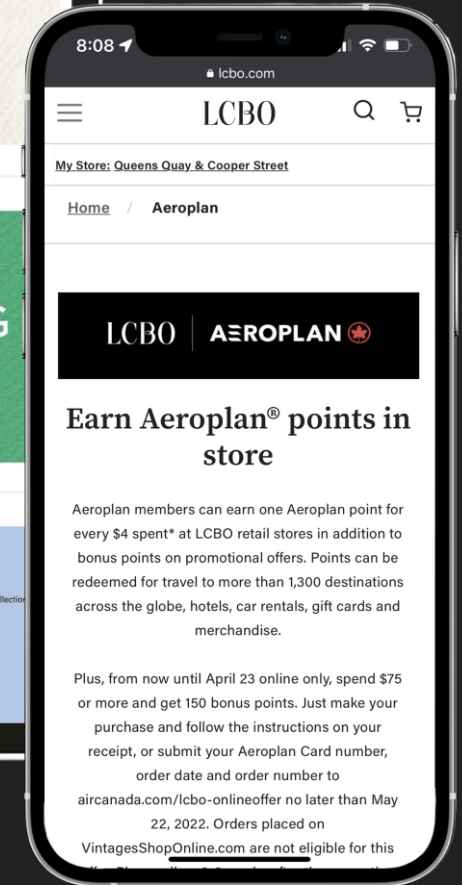 8:08
lcbo.com
LCBO
My Store: Queens Quay & Cooper Street
Home / Aeroplan
LCBO | AEROPLAN
Earn Aeroplan® points in
store
Aeroplan members can earn one Aeroplan point for
every $4 spent* at LCBO retail stores in addition to
bonus points on promotional offers. Points can be
redeemed for travel to more than 1,300 destinations
across the globe, hotels, car rentals, gift cards and
merchandise.
Plus, from now until April 23 online only, spend $75
or more and get 150 bonus points. Just make your
purchase and follow the instructions on your
receipt, or submit your Aeroplan Card number,
order date and order number to
aircanada.com/lcbo-onlineoffer no later than May
22, 2022. Orders placed on
VintagesShopOnline.com are not eligible for this
G